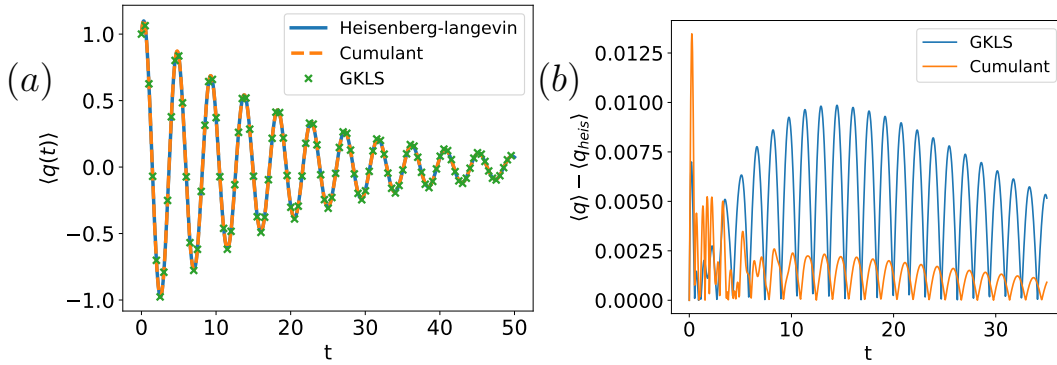 (a)
⟨q(t)⟩
1.0
0.5
0.0
−0.5
−1.0
0 10 20 30 40 50
t
Heisenberg-langevin
Cumulant
GKLS
(b)
⟨q⟩ − ⟨q_{heis}⟩
0.0125
0.0100
0.0075
0.0050
0.0025
0.0000
0 10 20 30
t
GKLS
Cumulant